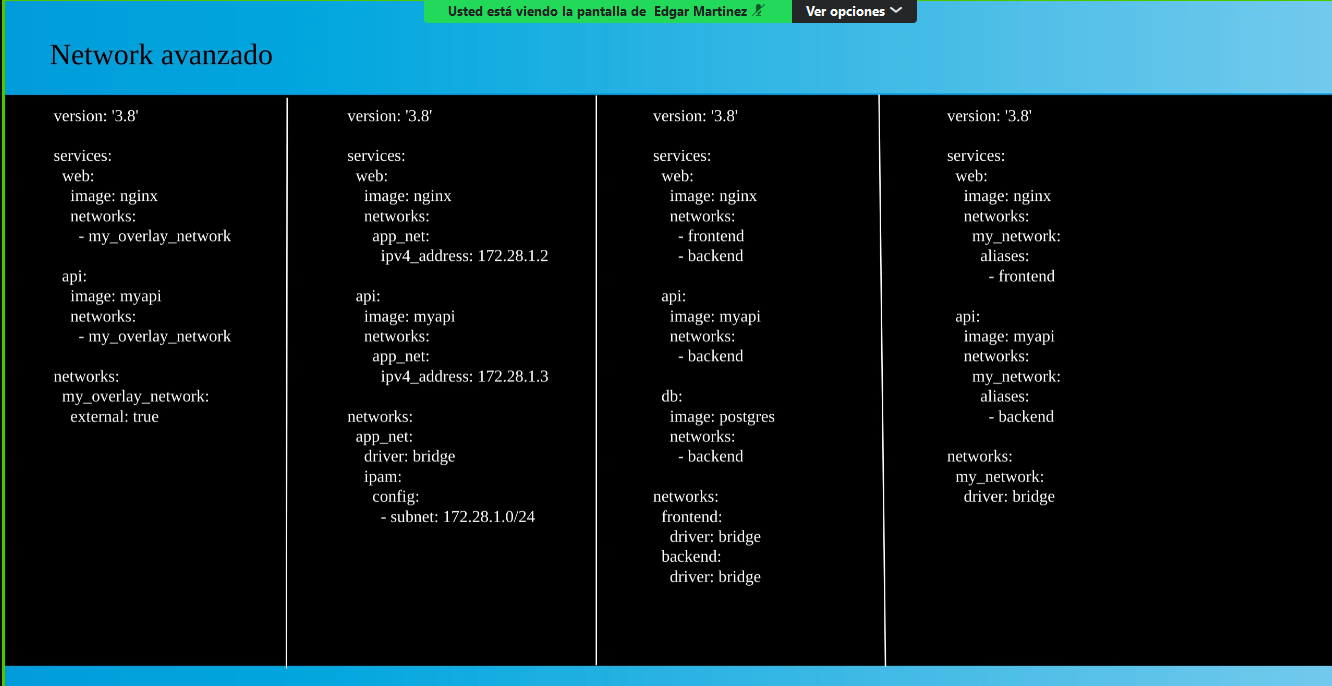 Usted está viendo la pantalla de Edgar Martinez
Ver opciones
Network avanzado
version: '3.8'
services:
  web:
    image: nginx
    networks:
      - my_overlay_network
  api:
    image: myapi
    networks:
      - my_overlay_network
networks:
  my_overlay_network:
    external: true
version: '3.8'
services:
  web:
    image: nginx
    networks:
      app_net:
        ipv4_address: 172.28.1.2
  api:
    image: myapi
    networks:
      app_net:
        ipv4_address: 172.28.1.3
networks:
  app_net:
    driver: bridge
    ipam:
      config:
        - subnet: 172.28.1.0/24
version: '3.8'
services:
  web:
    image: nginx
    networks:
      - frontend
      - backend
  api:
    image: myapi
    networks:
      - backend
  db:
    image: postgres
    networks:
      - backend
networks:
  frontend:
    driver: bridge
  backend:
    driver: bridge
version: '3.8'
services:
  web:
    image: nginx
    networks:
      my_network:
        aliases:
          - frontend
  api:
    image: myapi
    networks:
      my_network:
        aliases:
          - backend
networks:
  my_network:
    driver: bridge